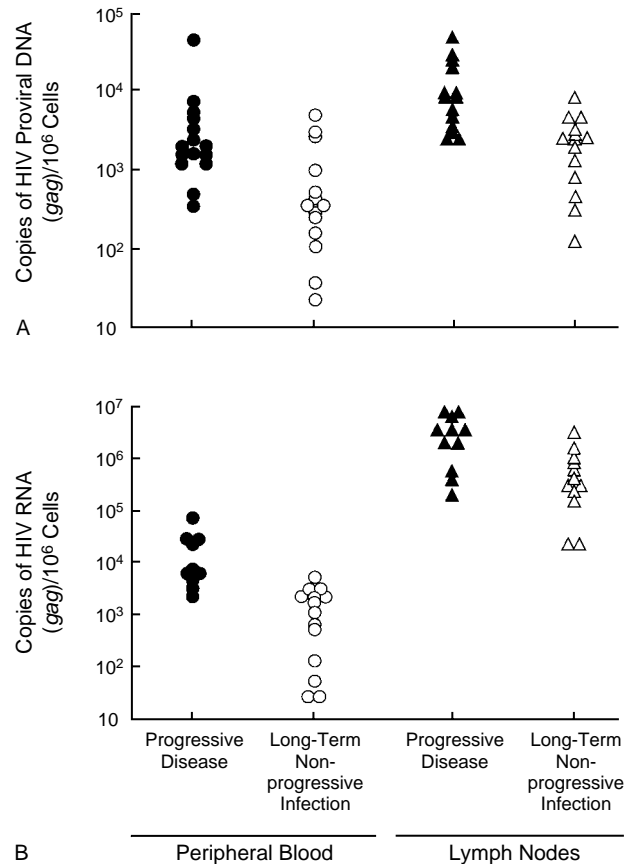 10⁵
10⁴
10³
10²
10
Copies of HIV Proviral DNA
(gag)/10⁶ Cells
A
10⁷
10⁶
10⁵
10⁴
10³
10²
10
Copies of HIV RNA
(gag)/10⁶ Cells
Progressive
Disease
Long-Term
Non-
progressive
Infection
Progressive
Disease
Long-Term
Non-
progressive
Infection
B
Peripheral Blood
Lymph Nodes